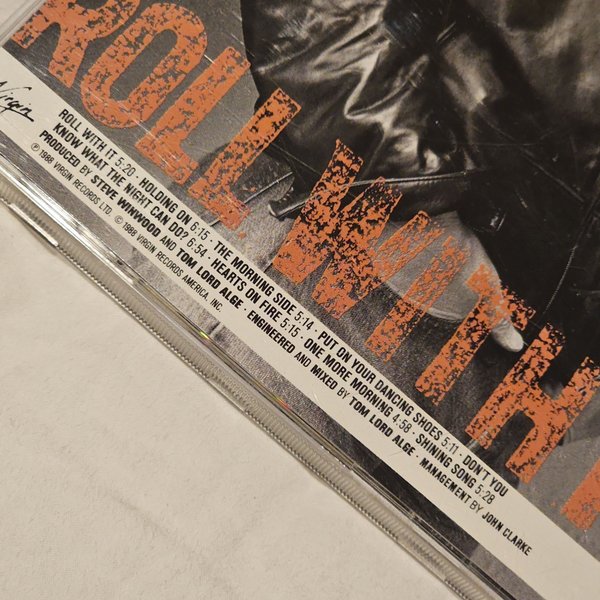 ROLL WITH I
Virgin
ROLL WITH IT 5:20 · HOLDING ON 6:15 · THE MORNING SIDE 5:14 · PUT ON YOUR DANCING SHOES 5:11 · DON'T YOU
KNOW WHAT THE NIGHT CAN DO? 6:54 · HEARTS ON FIRE 5:15 · ONE MORE MORNING 4:58 · SHINING SONG 5:28
PRODUCED BY STEVE WINWOOD AND TOM LORD ALGE · ENGINEERED AND MIXED BY TOM LORD ALGE · MANAGEMENT BY JOHN CLARKE
℗ 1988 VIRGIN RECORDS LTD. © 1988 VIRGIN RECORDS AMERICA, INC.